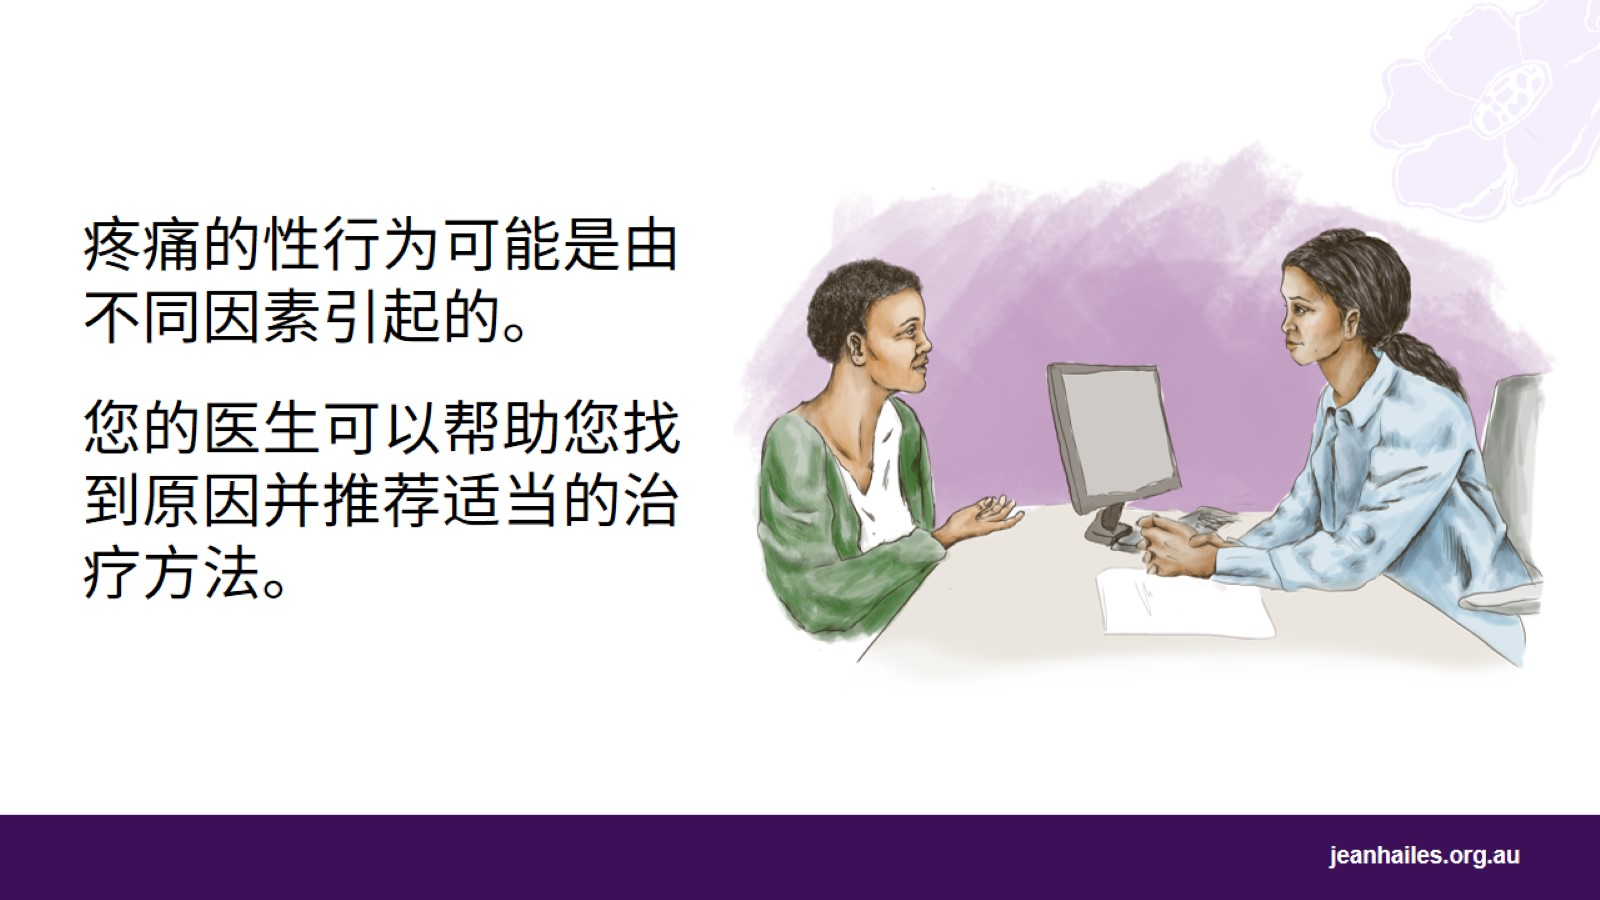 疼痛的性行为可能是由
不同因素引起的。
您的医生可以帮助您找
到原因并推荐适当的治
疗方法。
jeanhailes.org.au